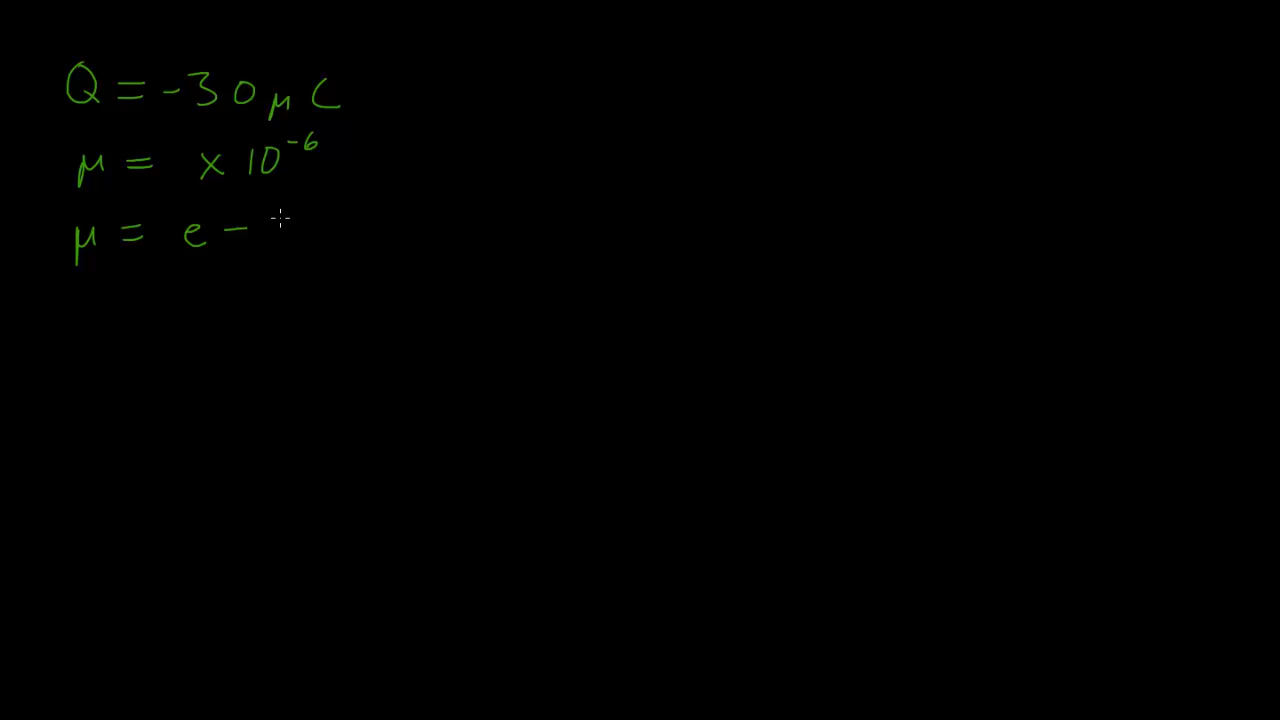 Q = -30 μC
μ = x 10⁻⁶
μ = e -